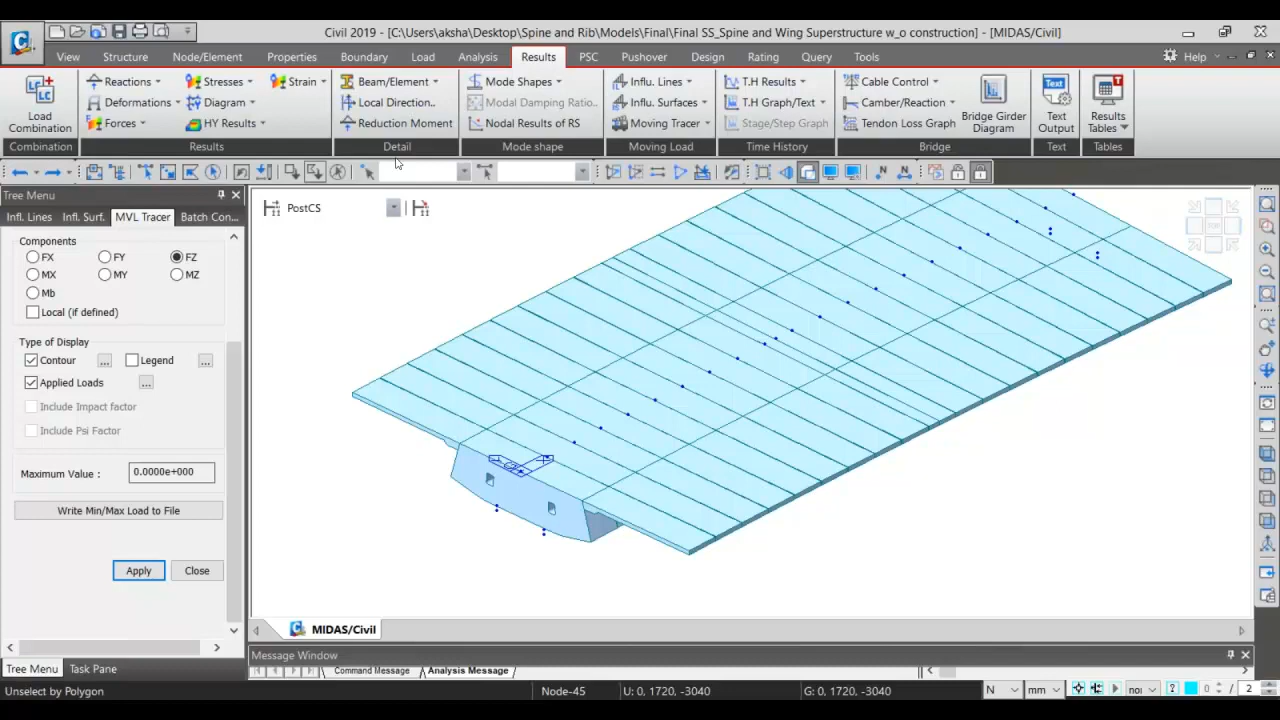 Civil 2019 - [C:\Users\aksha\Desktop\Spine and Rib\Models\Final\Final SS_Spine and Wing Superstructure w_o construction] - [MIDAS/Civil]
View Structure Node/Element Properties Boundary Load Analysis Results PSC Pushover Design Rating Query Tools Help
Reactions Stresses Strain Beam/Element Mode Shapes Influ. Lines T.H Results Cable Control
Load Combination Deformations Diagram Local Direction.. Modal Damping Ratio.. Influ. Surfaces T.H Graph/Text Camber/Reaction Bridge Girder Diagram Text Output Results Tables
Forces HY Results Reduction Moment Nodal Results of RS Moving Tracer Stage/Step Graph Tendon Loss Graph
Combination Results Detail Mode shape Moving Load Time History Bridge Text Tables
Tree Menu
Infl. Lines Infl. Surf. MVL Tracer Batch Con...
PostCS
Components
FX FY FZ
MX MY MZ
Mb
Local (if defined)
Type of Display
Contour ... Legend ...
Applied Loads ...
Include Impact factor
Include Psi Factor
Maximum Value : 0.0000e+000
Write Min/Max Load to File
Apply Close
MIDAS/Civil
Message Window
Tree Menu Task Pane
Command Message Analysis Message
Unselect by Polygon Node-45 U: 0, 1720, -3040 G: 0, 1720, -3040 N mm nor 0 / 2